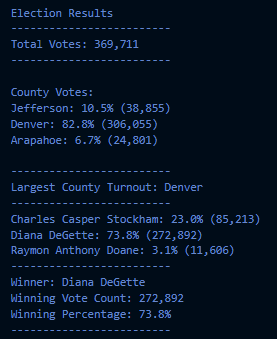 Election Results
-------------------------
Total Votes: 369,711
-------------------------
County Votes:
Jefferson: 10.5% (38,855)
Denver: 82.8% (306,055)
Arapahoe: 6.7% (24,801)
-------------------------
Largest County Turnout: Denver
-------------------------
Charles Casper Stockham: 23.0% (85,213)
Diana DeGette: 73.8% (272,892)
Raymon Anthony Doane: 3.1% (11,606)
-------------------------
Winner: Diana DeGette
Winning Vote Count: 272,892
Winning Percentage: 73.8%
-------------------------